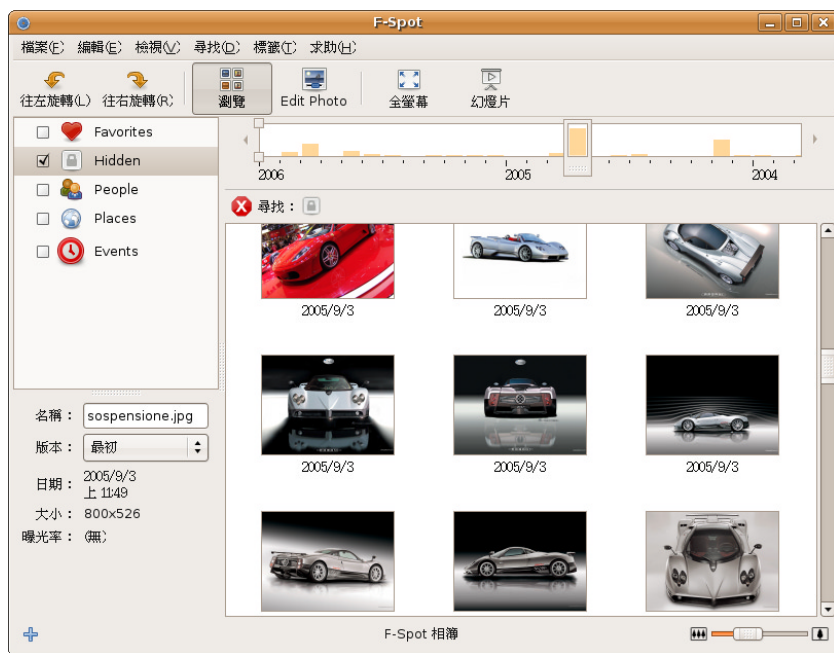 F-Spot
檔案(F) 編輯(E) 檢視(V) 尋找(D) 標籤(T) 求助(H)
往左旋轉(L) 往右旋轉(R) 瀏覽 Edit Photo 全螢幕 幻燈片
Favorites
Hidden
People
Places
Events
2006 2005 2004
尋找：
2005/9/3 2005/9/3 2005/9/3
2005/9/3 2005/9/3 2005/9/3
名稱： sospensione.jpg
版本： 最初
日期： 2005/9/3
上 11:49
大小： 800x526
曝光率： (無)
F-Spot 相簿